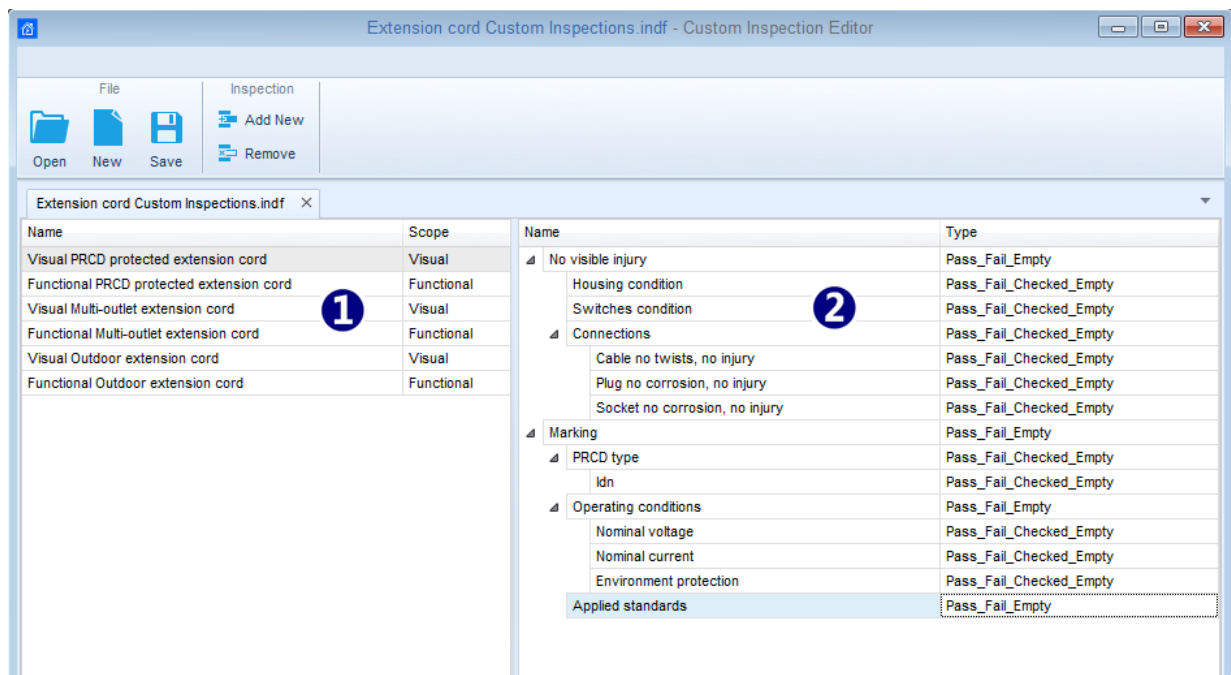 Extension cord Custom Inspections.indf - Custom Inspection Editor
File Inspection
Add New
Remove
Open New Save
Extension cord Custom Inspections.indf
Name Scope
Visual PRCD protected extension cord Visual
Functional PRCD protected extension cord Functional
Visual Multi-outlet extension cord Visual
Functional Multi-outlet extension cord Functional
Visual Outdoor extension cord Visual
Functional Outdoor extension cord Functional
1
Name Type
No visible injury Pass_Fail_Empty
Housing condition Pass_Fail_Checked_Empty
Switches condition Pass_Fail_Checked_Empty
Connections Pass_Fail_Checked_Empty
Cable no twists, no injury Pass_Fail_Checked_Empty
Plug no corrosion, no injury Pass_Fail_Checked_Empty
Socket no corrosion, no injury Pass_Fail_Checked_Empty
Marking Pass_Fail_Empty
PRCD type Pass_Fail_Checked_Empty
Idn Pass_Fail_Checked_Empty
Operating conditions Pass_Fail_Empty
Nominal voltage Pass_Fail_Checked_Empty
Nominal current Pass_Fail_Checked_Empty
Environment protection Pass_Fail_Checked_Empty
Applied standards Pass_Fail_Empty
2